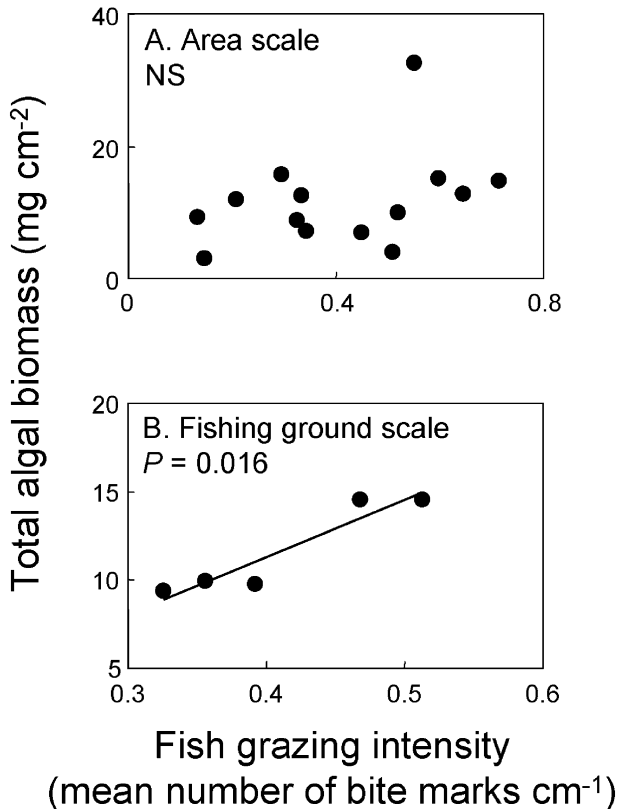 Total algal biomass (mg cm-2)
40
20
0
A. Area scale
NS
0 0.4 0.8
20
15
10
5
B. Fishing ground scale
P = 0.016
0.3 0.4 0.5 0.6
Fish grazing intensity
(mean number of bite marks cm-1)